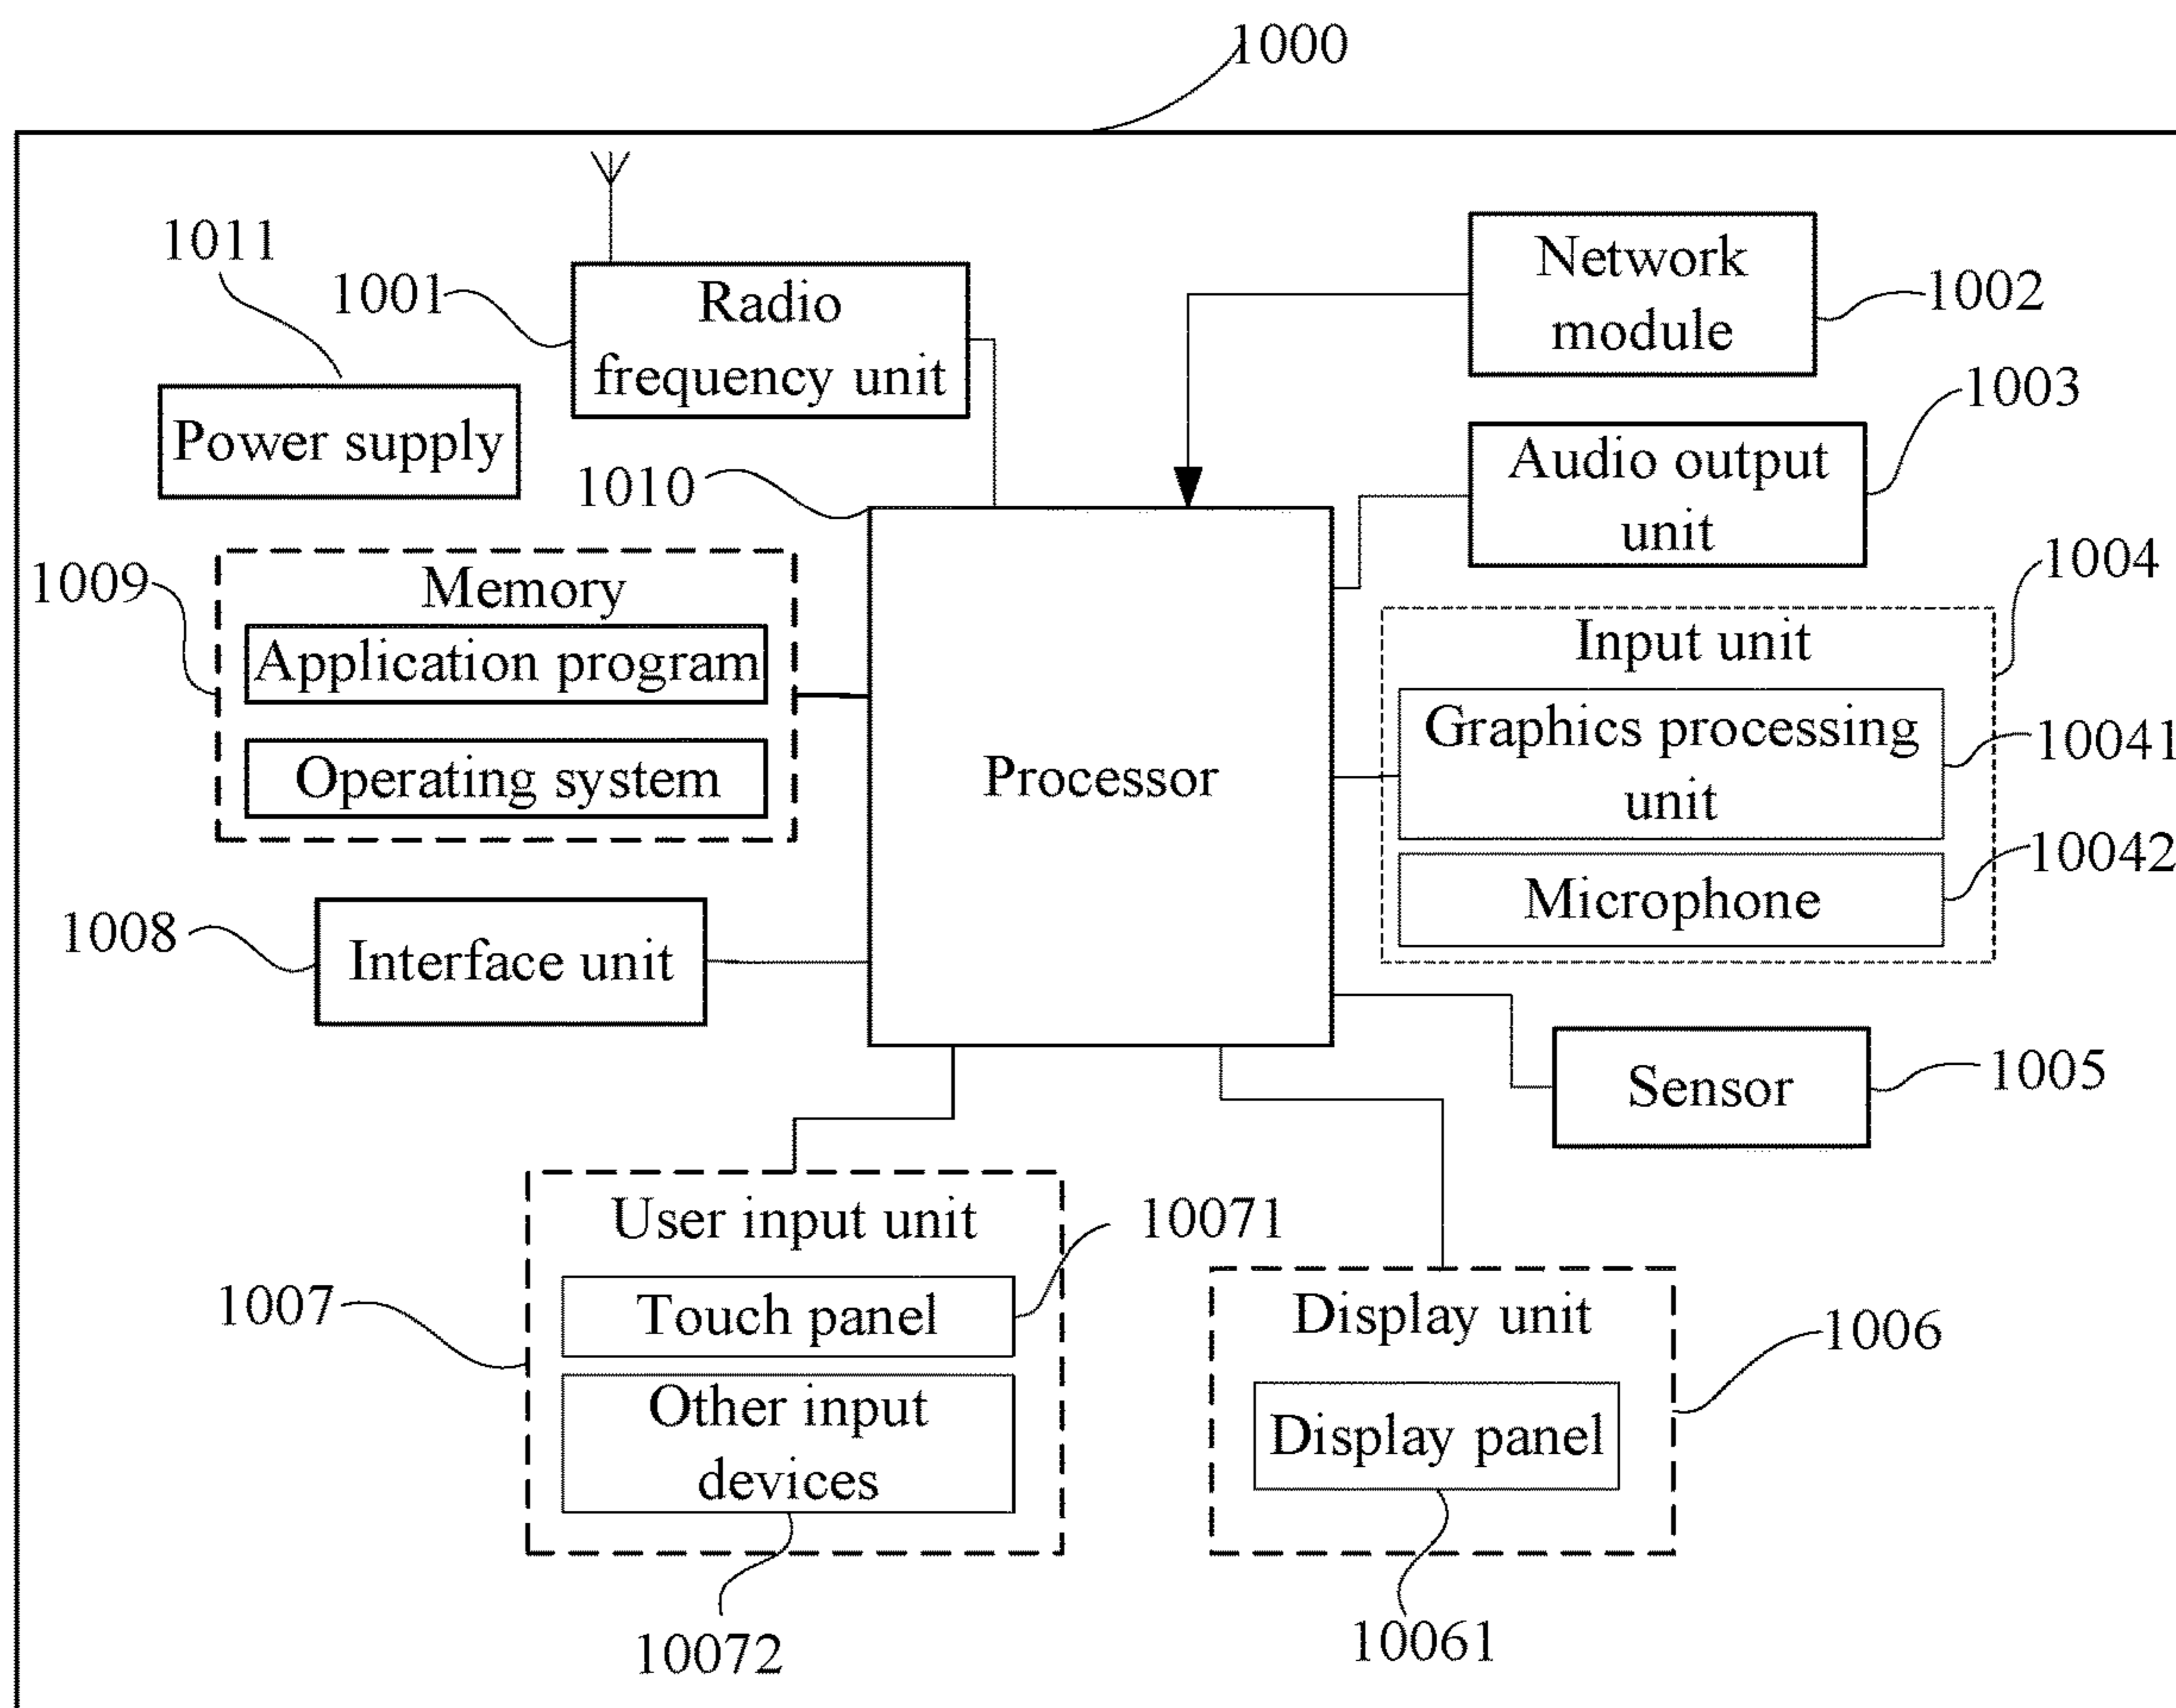 1000
1011
1001
Radio
frequency unit
Network
module
1002
Power supply
1003
Audio output
unit
1010
1009
Memory
Application program
Operating system
Processor
1004
Input unit
Graphics processing
unit
10041
Microphone
10042
1008
Interface unit
Sensor
1005
User input unit
10071
1007
Touch panel
Other input
devices
10072
Display unit
1006
Display panel
10061